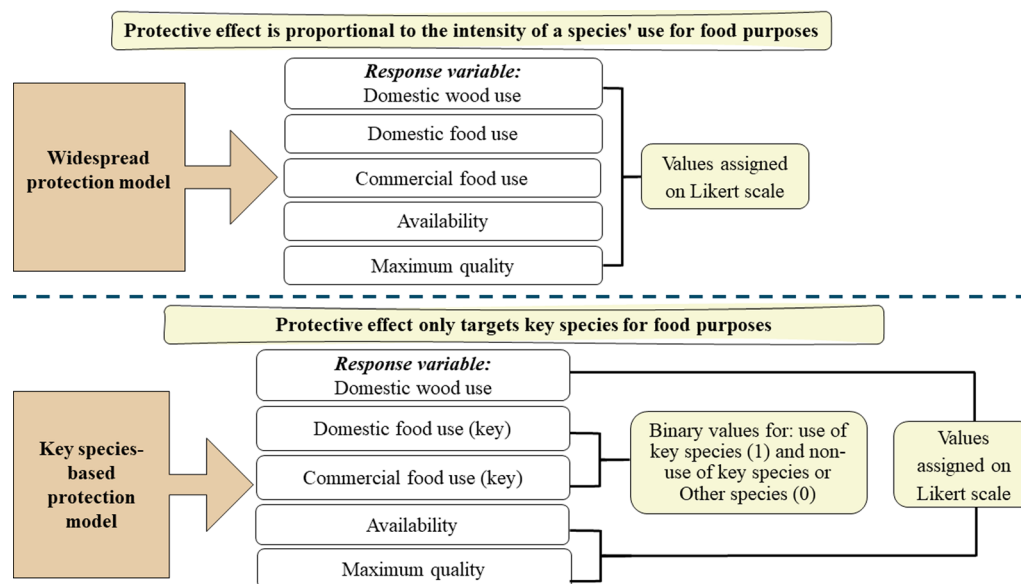 Protective effect is proportional to the intensity of a species' use for food purposes
Widespread
protection model
Response variable:
Domestic wood use
Domestic food use
Commercial food use
Availability
Maximum quality
Values assigned
on Likert scale
Protective effect only targets key species for food purposes
Key species-
based
protection
model
Response variable:
Domestic wood use
Domestic food use (key)
Commercial food use (key)
Availability
Maximum quality
Binary values for: use of
key species (1) and non-
use of key species or
Other species (0)
Values
assigned on
Likert scale